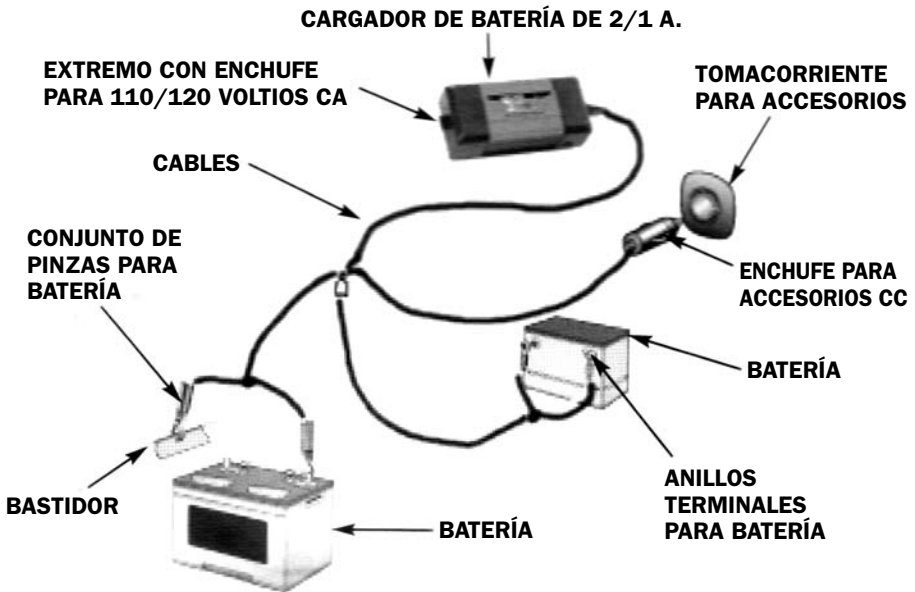 CARGADOR DE BATERÍA DE 2/1 A.
EXTREMO CON ENCHUFE
PARA 110/120 VOLTIOS CA
TOMACORRIENTE
PARA ACCESORIOS
CABLES
CONJUNTO DE
PINZAS PARA
BATERÍA
ENCHUFE PARA
ACCESORIOS CC
BATERÍA
BASTIDOR
BATERÍA
ANILLOS
TERMINALES
PARA BATERÍA